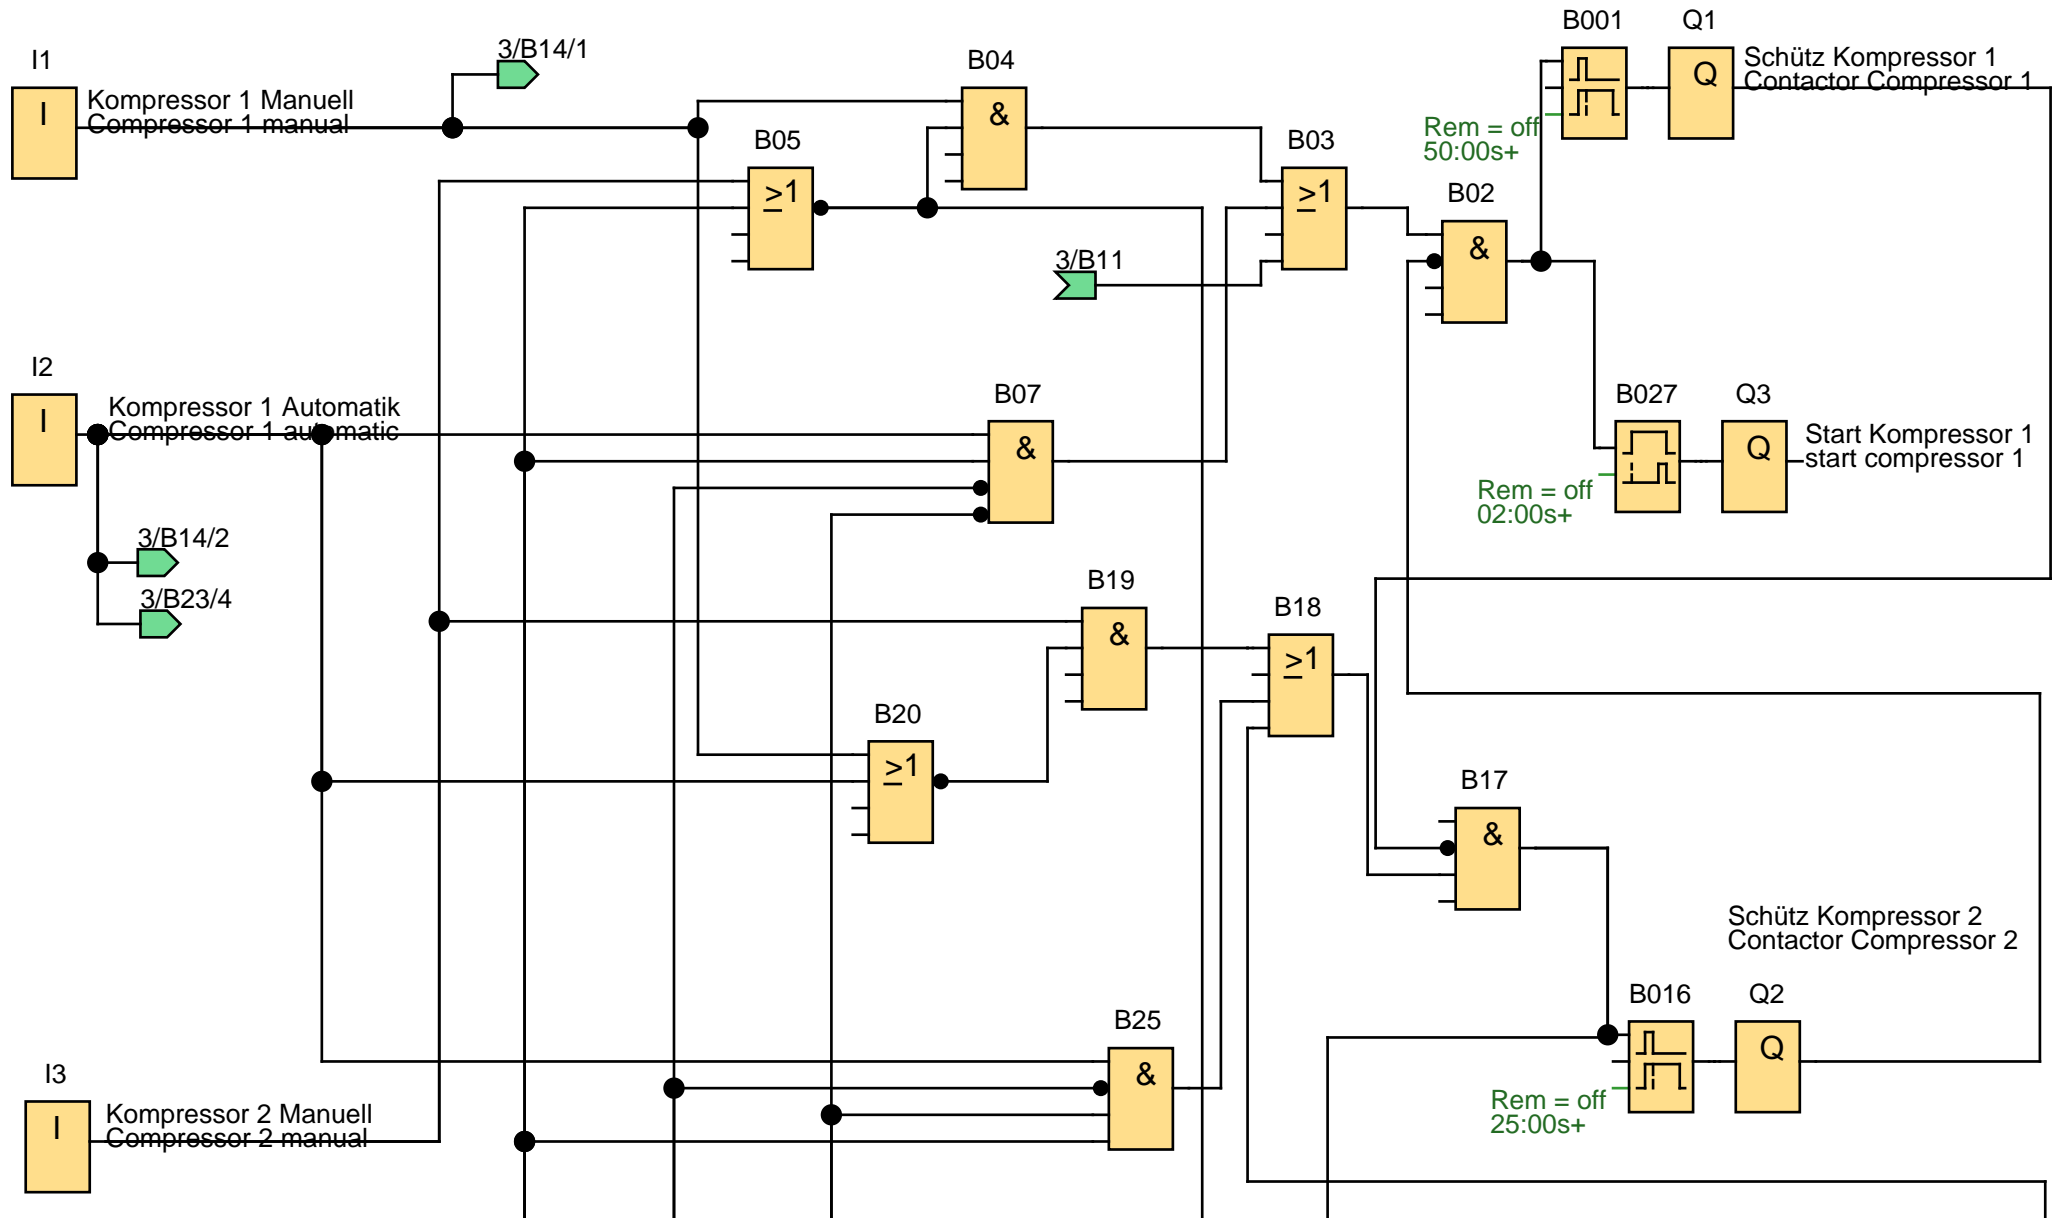 B001
Q1
I1
3/B14/1
Schütz Kompressor 1
Contactor Compressor 1
B04
Q
I
Kompressor 1 Manuell
Compressor 1 manual
&
Rem = off
50:00s+
B05
B03
B02
≥1
≥1
&
3/B11
I2
B07
B027
Q3
I
Kompressor 1 Automatik
Compressor 1 automatic
&
Q
Start Kompressor 1
start compressor 1
Rem = off
02:00s+
3/B14/2
3/B23/4
B19
B18
&
≥1
B20
≥1
B17
&
Schütz Kompressor 2
Contactor Compressor 2
B016
Q2
B25
Q
I3
&
I
Kompressor 2 Manuell
Compressor 2 manual
Rem = off
25:00s+